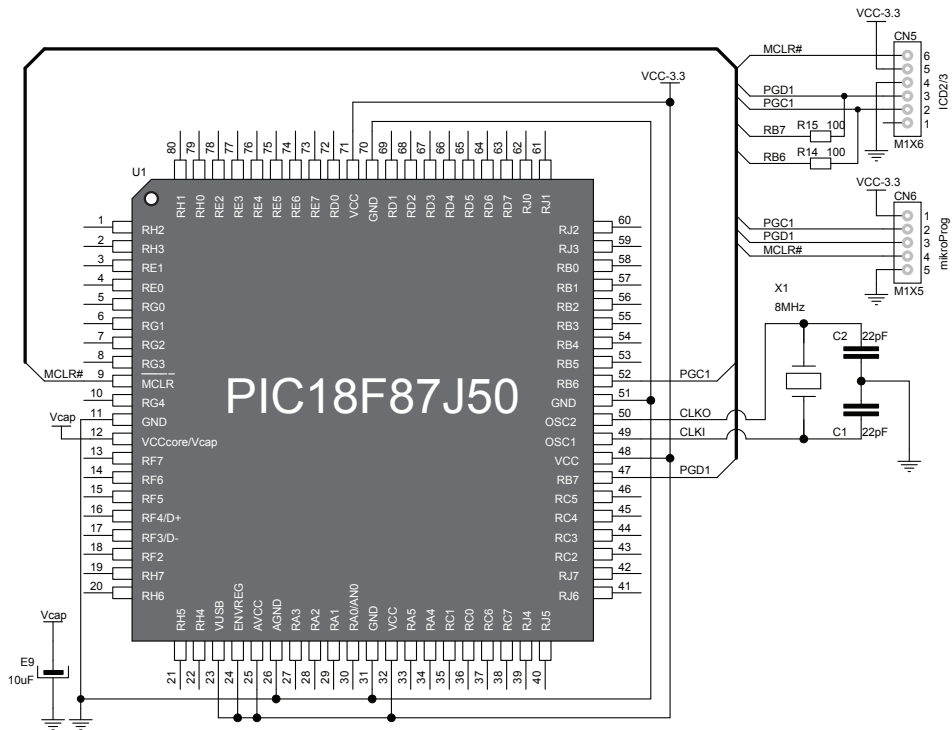 VCC-3.3
CN5
MCLR#
6
5
4
PGD1
3
PGC1
2
1
ICD2/3
RB7
R15 100
M1X6
RB6
R14 100
VCC-3.3
CN6
1
PGC1
2
PGD1
3
MCLR#
4
5
mikroProg
M1X5
X1
8MHz
C2 22pF
C1 22pF
VCC-3.3
U1
80 79 78 77 76 75 74 73 72 71 70 69 68 67 66 65 64 63 62 61
RH1 RH0 RE2 RE3 RE4 RE5 RE6 RE7 RD0 VCC GND RD1 RD2 RD3 RD4 RD5 RD6 RD7 RJ0 RJ1
1 RH2
2 RH3
3 RE1
4 RE0
5 RG0
6 RG1
7 RG2
8 RG3
MCLR# 9 MCLR
10 RG4
11 GND
Vcap 12 VCCcore/Vcap
13 RF7
14 RF6
15 RF5
16 RF4/D+
17 RF3/D-
18 RF2
19 RH7
20 RH6
PIC18F87J50
RJ2 60
RJ3 59
RB0 58
RB1 57
RB2 56
RB3 55
RB4 54
RB5 53
RB6 52 PGC1
GND 51
OSC2 50 CLKO
OSC1 49 CLKI
VCC 48
RB7 47 PGD1
RC5 46
RC4 45
RC3 44
RC2 43
RJ7 42
RJ6 41
RH5 RH4 VUSB ENVREG AVCC AGND RA3 RA2 RA1 RA0/AN0 GND VCC RA5 RA4 RC1 RC0 RC6 RC7 RJ4 RJ5
21 22 23 24 25 26 27 28 29 30 31 32 33 34 35 36 37 38 39 40
Vcap
E9
10uF